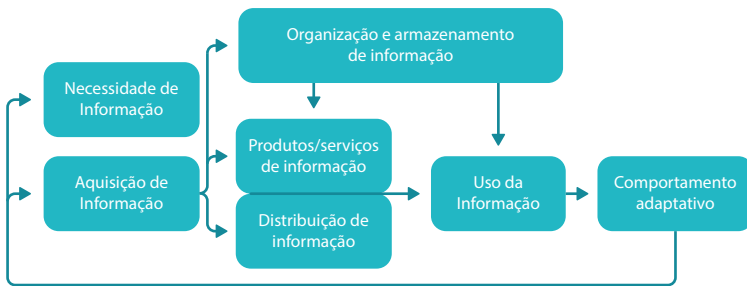 Organização e armazenamento
de informação
Necessidade de
Informação
Produtos/serviços
de informação
Aquisição de
Informação
Uso da
Informação
Comportamento
adaptativo
Distribuição de
informação